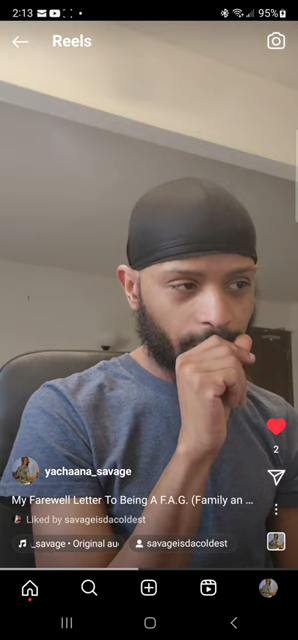 2:13 95%
Reels
2
yachaana_savage
My Farewell Letter To Being A F.A.G. (Family an ...
Liked by savageisdacoldest
_savage • Original au savageisdacoldest